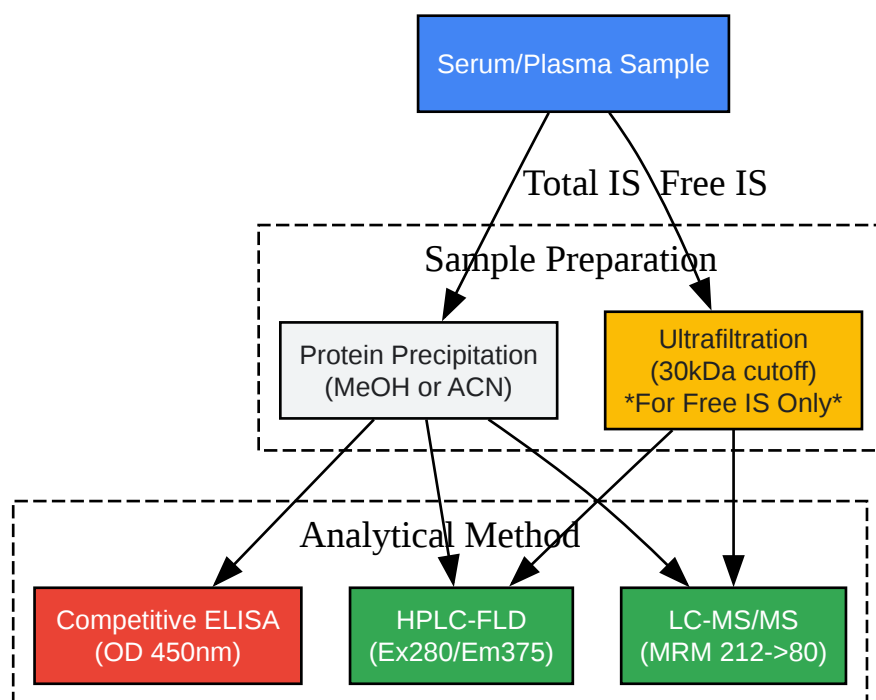 Serum/Plasma Sample
Total IS
Free IS
Sample Preparation
Protein Precipitation
(MeOH or ACN)
Ultrafiltration
(30kDa cutoff)
*For Free IS Only*
Analytical Method
Competitive ELISA
(OD 450nm)
HPLC-FLD
(Ex280/Em375)
LC-MS/MS
(MRM 212->80)